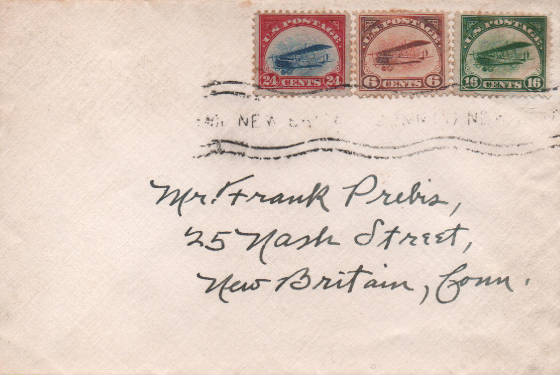 U.S. POSTAGE U.S. POSTAGE U.S. POSTAGE
24 CENTS 24 6 CENTS 6 16 CENTS 16
NEW
Mr. Frank Prebis,
25 Nash Street,
New Britain, Conn.